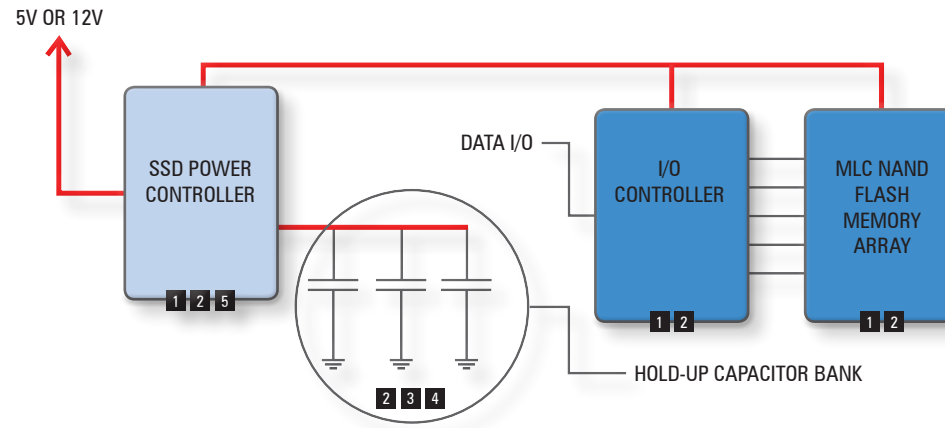 5V OR 12V
SSD POWER
CONTROLLER
1 2 5
DATA I/O
I/O
CONTROLLER
1 2
MLC NAND
FLASH
MEMORY
ARRAY
1 2
2 3 4
HOLD-UP CAPACITOR BANK